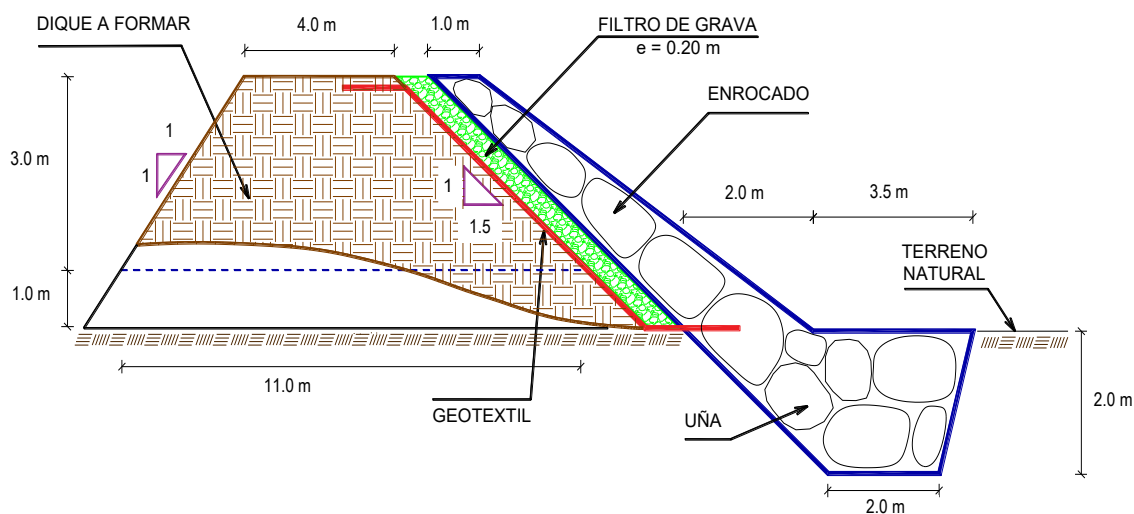 DIQUE A FORMAR
4.0 m
1.0 m
FILTRO DE GRAVA
e = 0.20 m
ENROCADO
1
1
3.0 m
1
1.5
2.0 m
3.5 m
TERRENO
NATURAL
1.0 m
11.0 m
GEOTEXTIL
UÑA
2.0 m
2.0 m